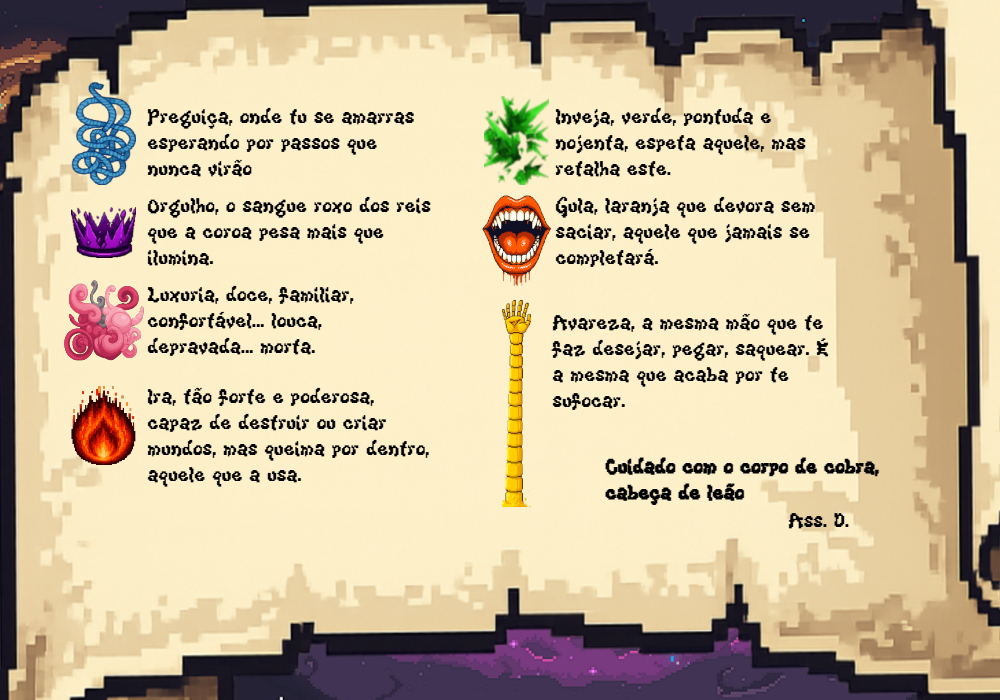 Preguiça, onde tu se amarras
esperando por passos que
nunca virão
Orgulho, o sangue roxo dos reis
que a coroa pesa mais que
ilumina.
Luxuria, doce, familiar,
confortável... louca,
depravada... morta.
Ira, tão forte e poderosa,
capaz de destruir ou criar
mundos, mas queima por dentro,
aquele que a usa.
Inveja, verde, pontuda e
nojenta, espeta aquele, mas
retalha este.
Gula, laranja que devora sem
saciar, aquele que jamais se
completará.
Avareza, a mesma mão que te
faz desejar, pegar, saquear. É
a mesma que acaba por te
sufocar.
Cuidado com o corpo de cobra,
cabeça de leão
Ass. D.